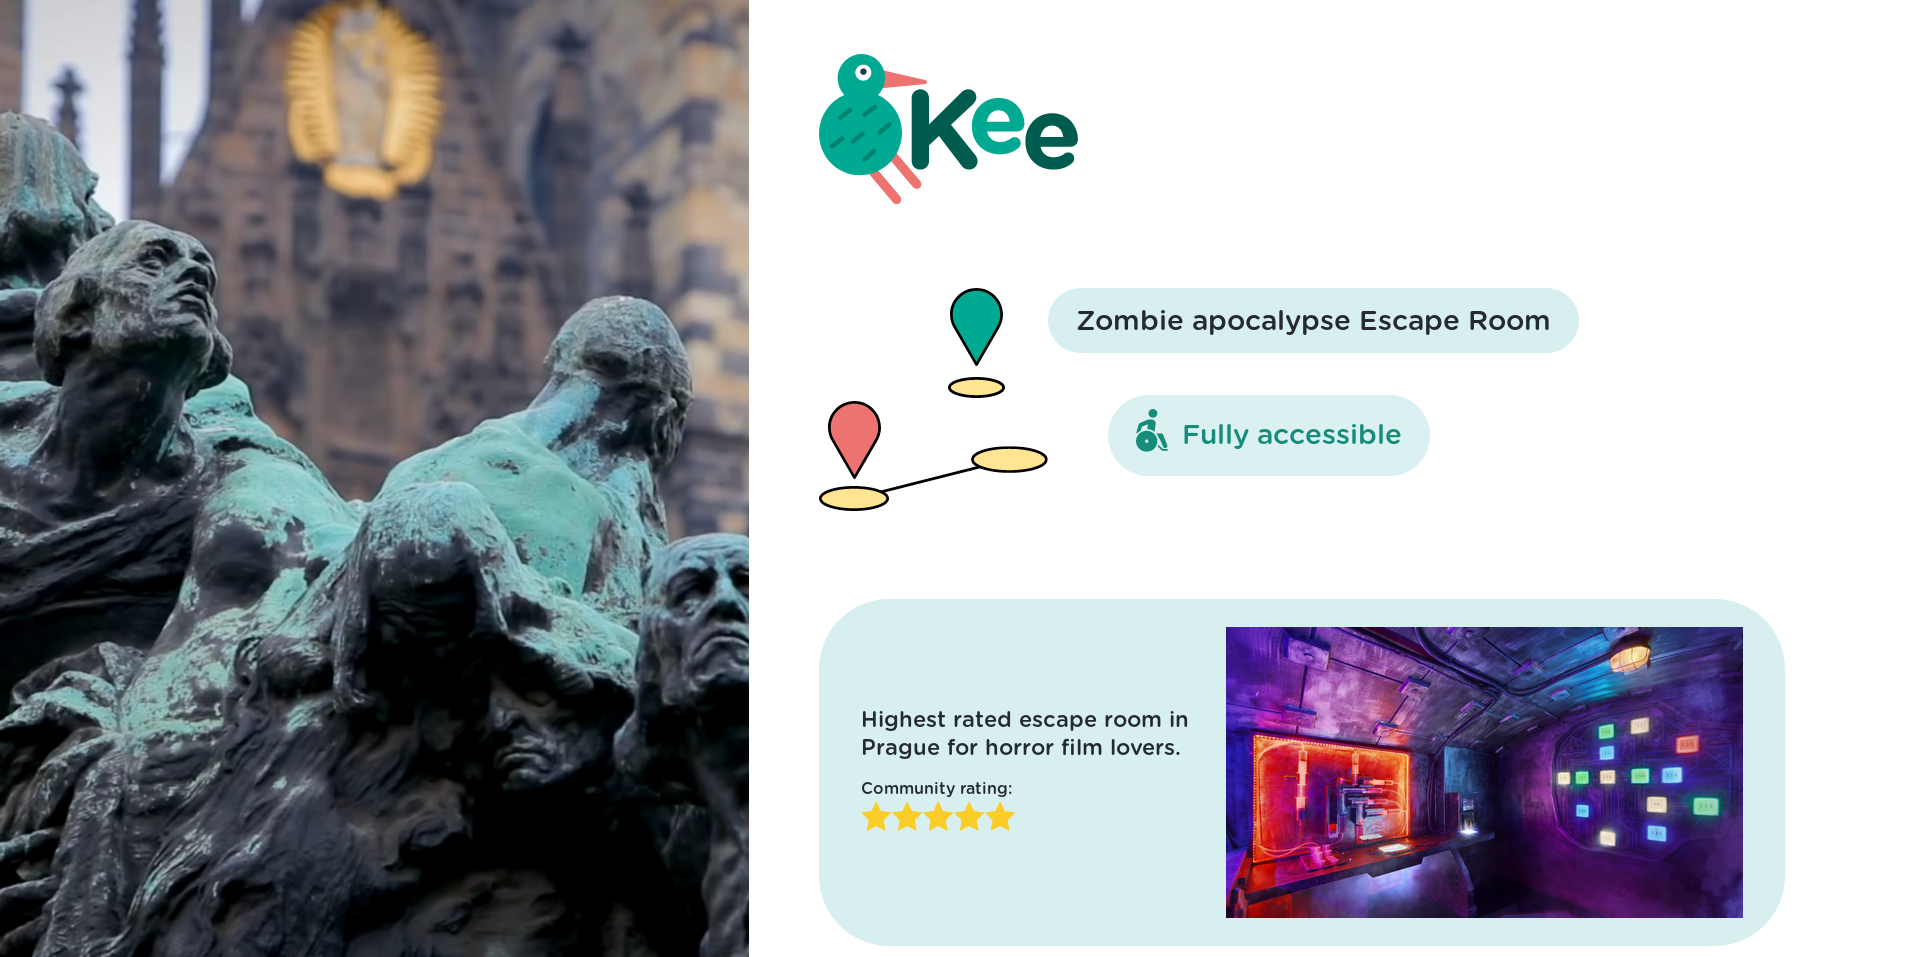 Kee
Zombie apocalypse Escape Room
Fully accessible
Highest rated escape room in
Prague for horror film lovers.
Community rating: